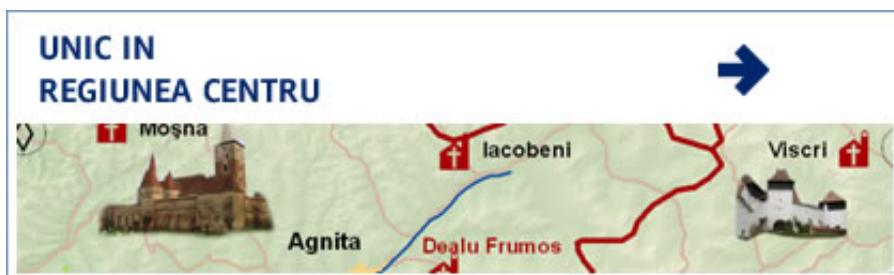 UNIC IN
REGIUNEA CENTRU
Moşna
Iacobeni
Viscri
Agnita
Dealu Frumos